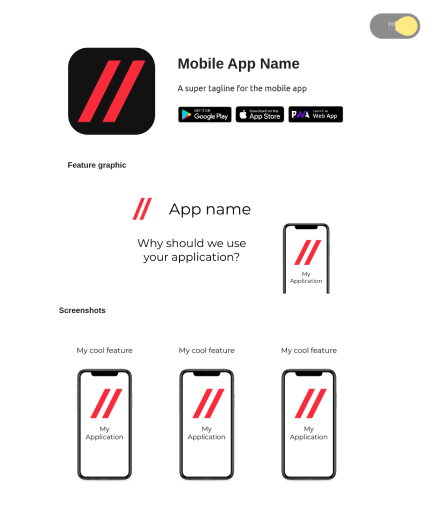 Mobile App Name
A super tagline for the mobile app
GET IT ON
Google Play
Download on the
App Store
Launch as
PWA Web App
Feature graphic
App name
Why should we use
your application?
My
Application
Screenshots
My cool feature
My cool feature
My cool feature
My
Application
My
Application
My
Application